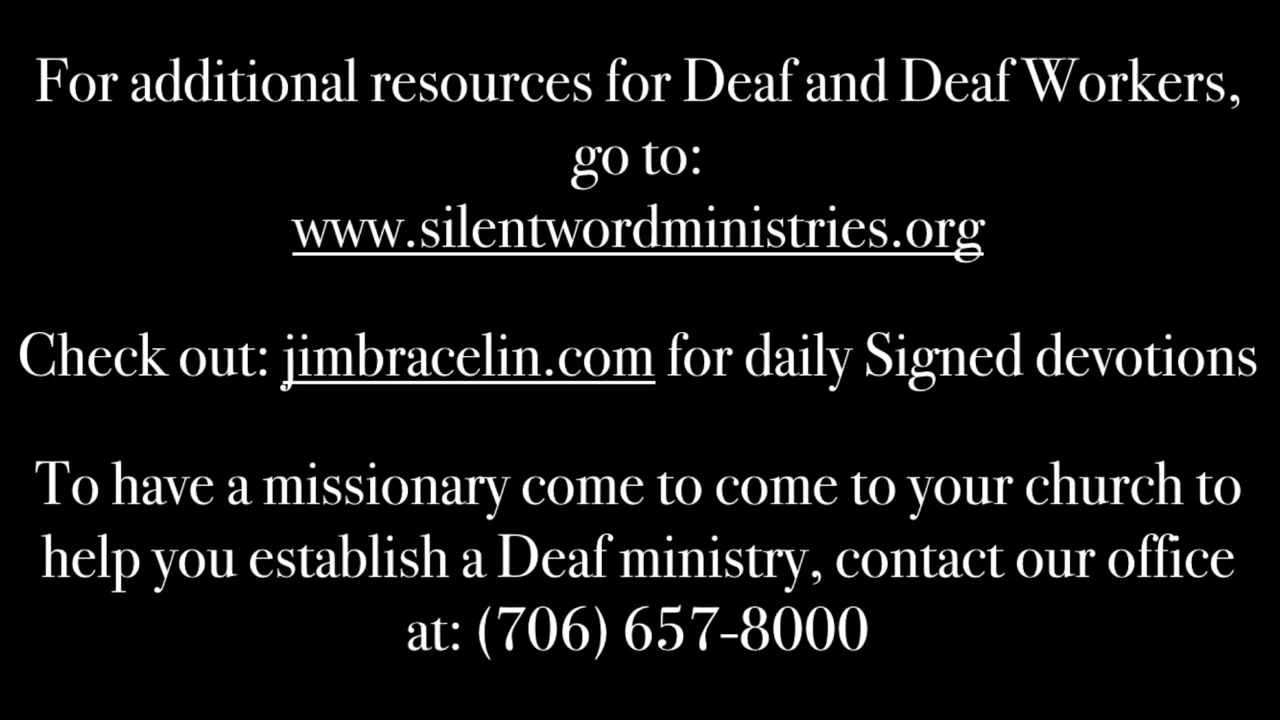 For additional resources for Deaf and Deaf Workers,
go to:
www.silentwordministries.org
Check out: jimbracelin.com for daily Signed devotions
To have a missionary come to come to your church to
help you establish a Deaf ministry, contact our office
at: (706) 657-8000